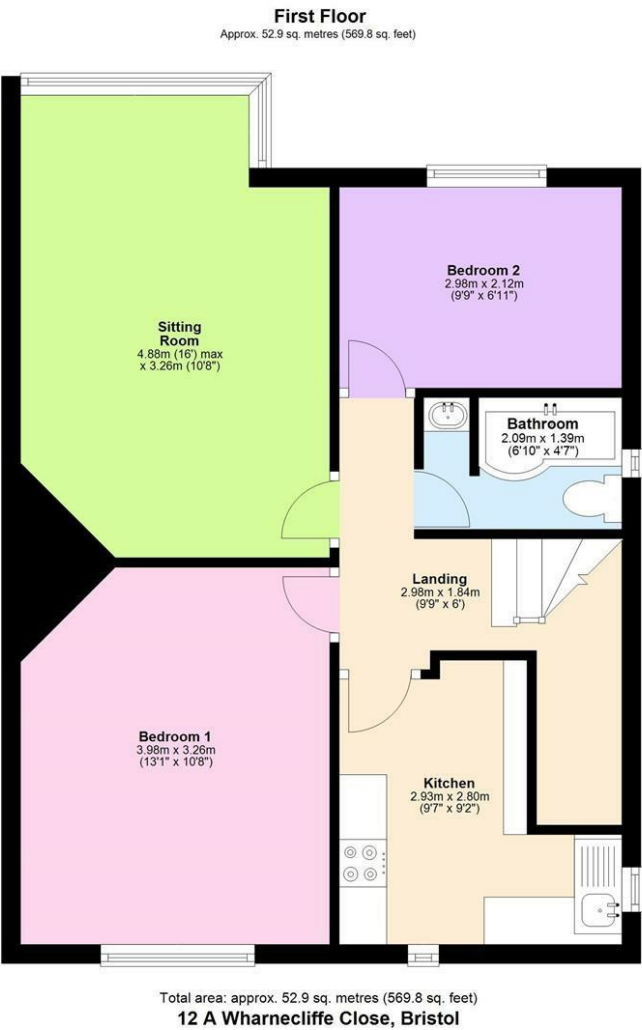 First Floor
Approx. 52.9 sq. metres (569.8 sq. feet)
Sitting
Room
4.88m (16') max
x 3.26m (10'8")
Bedroom 2
2.98m x 2.12m
(9'9" x 6'11")
Bathroom
2.09m x 1.39m
(6'10" x 4'7")
Landing
2.98m x 1.84m
(9'9" x 6')
Bedroom 1
3.98m x 3.26m
(13'1" x 10'8")
Kitchen
2.93m x 2.80m
(9'7" x 9'2")
Total area: approx. 52.9 sq. metres (569.8 sq. feet)
12 A Wharnecliffe Close, Bristol